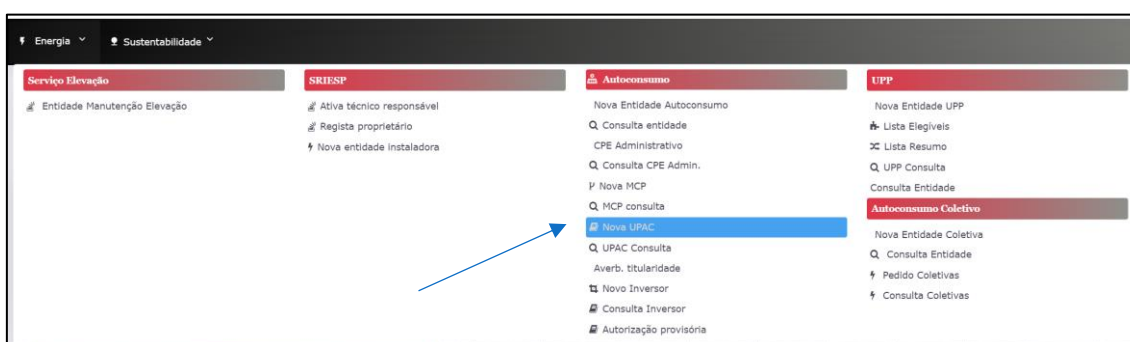 Energia
Sustentabilidade
Serviço Elevação
Entidade Manutenção Elevação
SRIESP
Ativa técnico responsável
Regista proprietário
Nova entidade instaladora
Autoconsumo
Nova Entidade Autoconsumo
Consulta entidade
CPE Administrativo
Consulta CPE Admin.
Nova MCP
MCP consulta
Nova UPAC
UPAC Consulta
Averb. titularidade
Novo Inversor
Consulta Inversor
Autorização provisória
UPP
Nova Entidade UPP
Lista Elegíveis
Lista Resumo
UPP Consulta
Consulta Entidade
Autoconsumo Coletivo
Nova Entidade Coletiva
Consulta Entidade
Pedido Coletivas
Consulta Coletivas